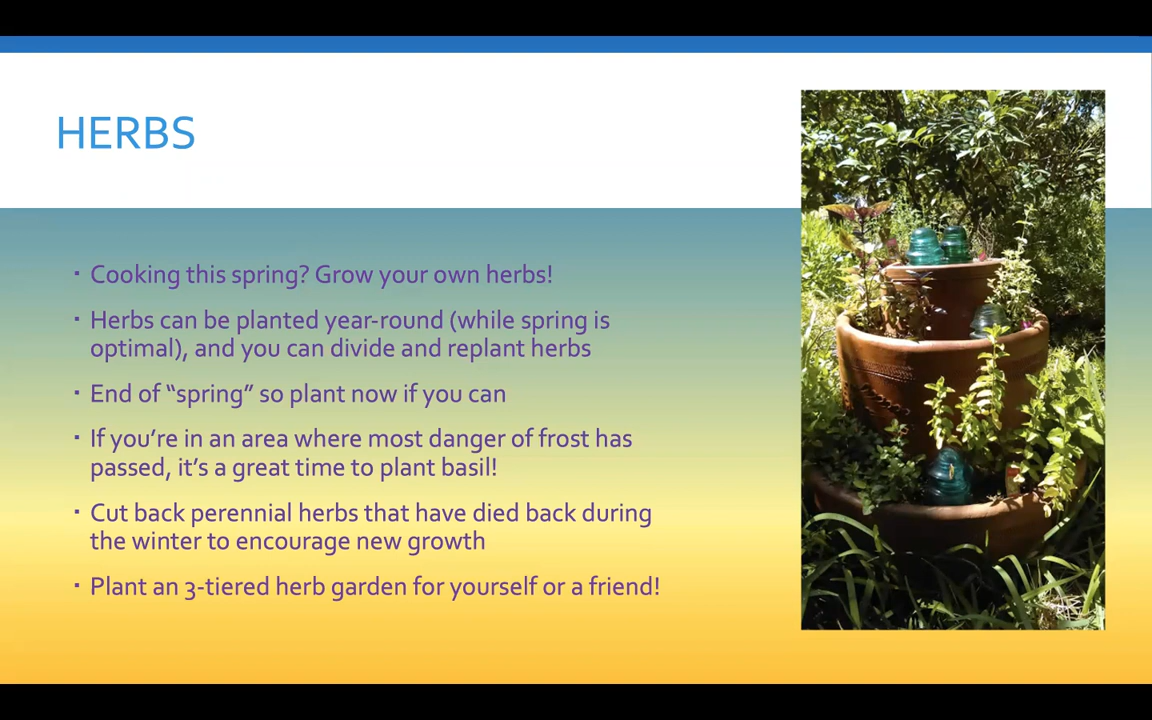 HERBS
▪ Cooking this spring? Grow your own herbs!
▪ Herbs can be planted year-round (while spring is
optimal), and you can divide and replant herbs
▪ End of “spring” so plant now if you can
▪ If you’re in an area where most danger of frost has
passed, it’s a great time to plant basil!
▪ Cut back perennial herbs that have died back during
the winter to encourage new growth
▪ Plant an 3-tiered herb garden for yourself or a friend!